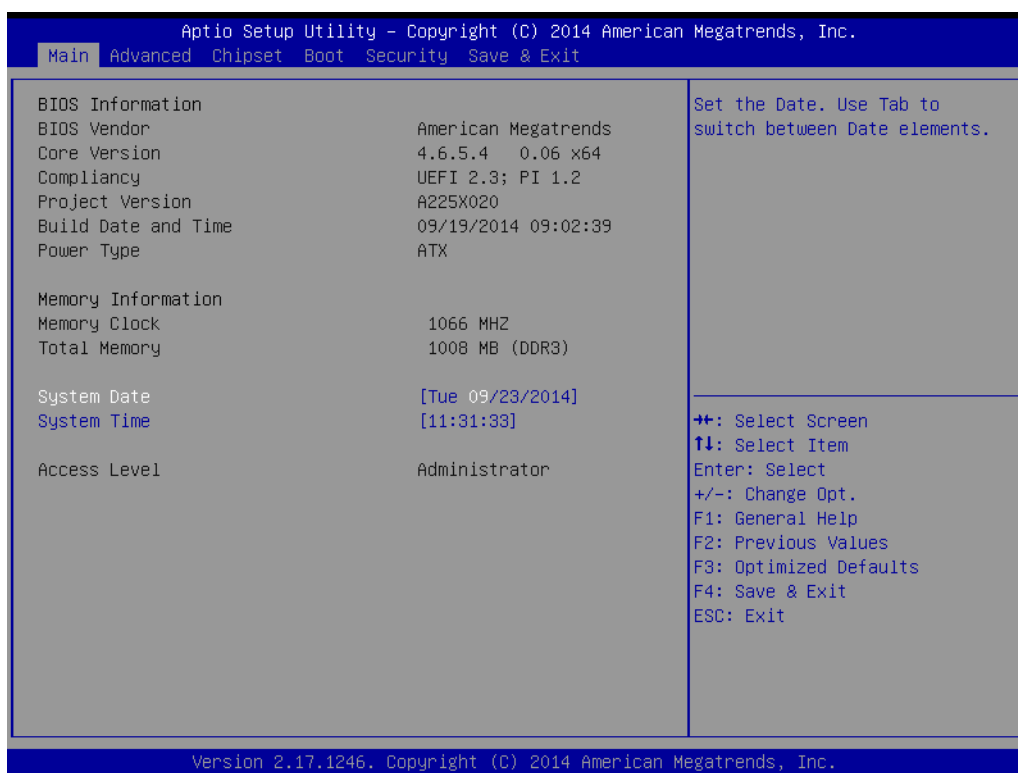 Aptio Setup Utility – Copyright (C) 2014 American Megatrends, Inc.
Main Advanced Chipset Boot Security Save & Exit
BIOS Information
BIOS Vendor American Megatrends
Core Version 4.6.5.4 0.06 x64
Compliancy UEFI 2.3; PI 1.2
Project Version A225X020
Build Date and Time 09/19/2014 09:02:39
Power Type ATX
Memory Information
Memory Clock 1066 MHZ
Total Memory 1008 MB (DDR3)
System Date [Tue 09/23/2014]
System Time [11:31:33]
Access Level Administrator
Set the Date. Use Tab to
switch between Date elements.
→←: Select Screen
↑↓: Select Item
Enter: Select
+/-: Change Opt.
F1: General Help
F2: Previous Values
F3: Optimized Defaults
F4: Save & Exit
ESC: Exit
Version 2.17.1246. Copyright (C) 2014 American Megatrends, Inc.